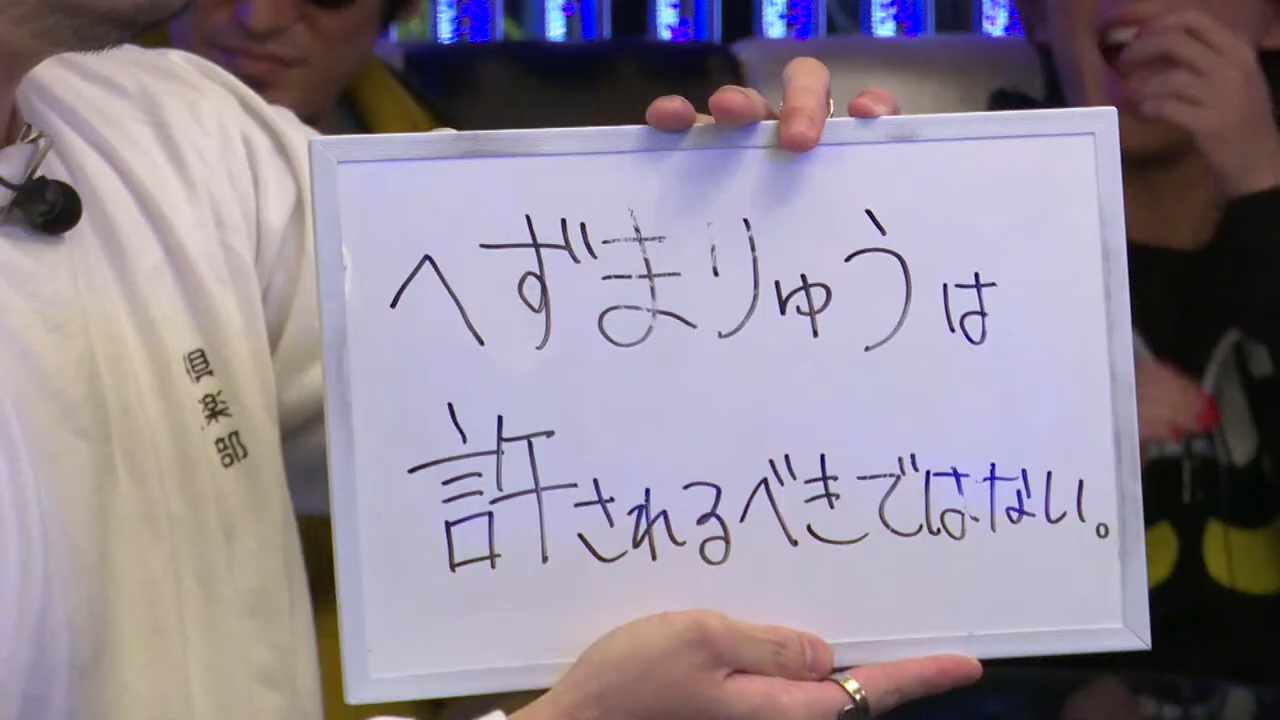 へずまりゅうは
許されるべきではない。
倶楽部